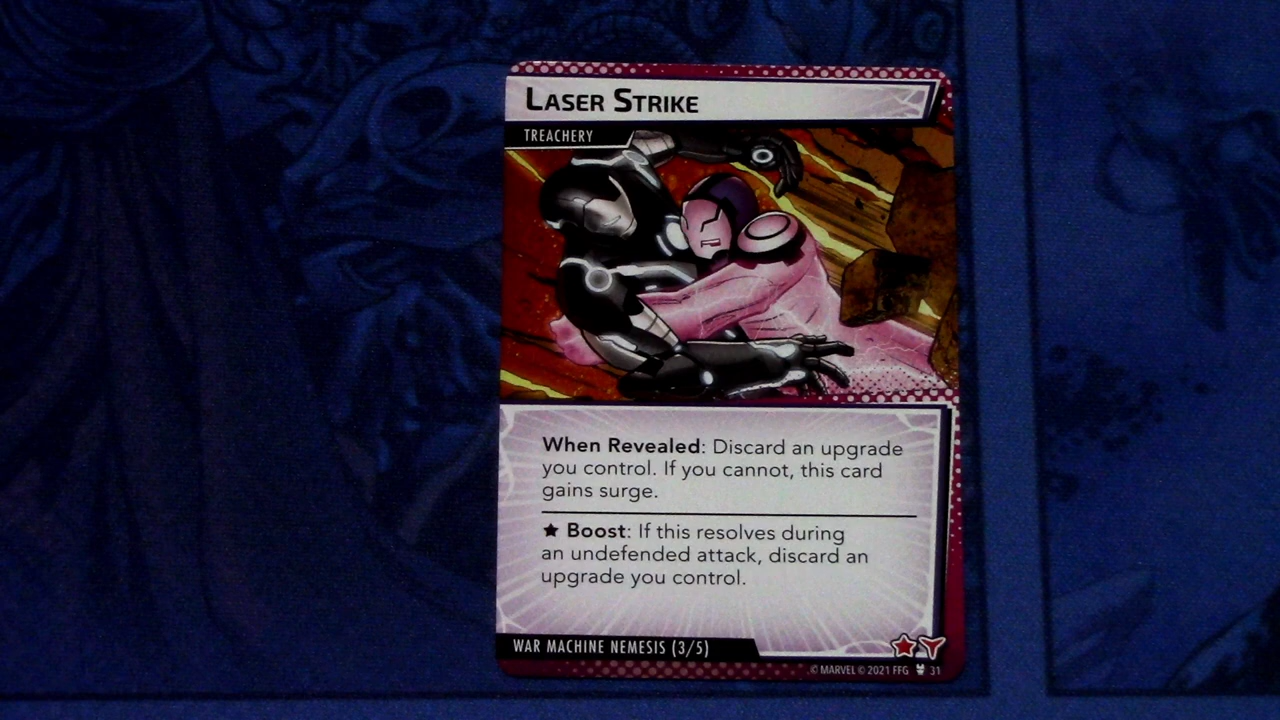 LASER STRIKE
TREACHERY
When Revealed: Discard an upgrade
you control. If you cannot, this card
gains surge.
★ Boost: If this resolves during
an undefended attack, discard an
upgrade you control.
WAR MACHINE NEMESIS (3/5)
© MARVEL © 2021 FFG 31